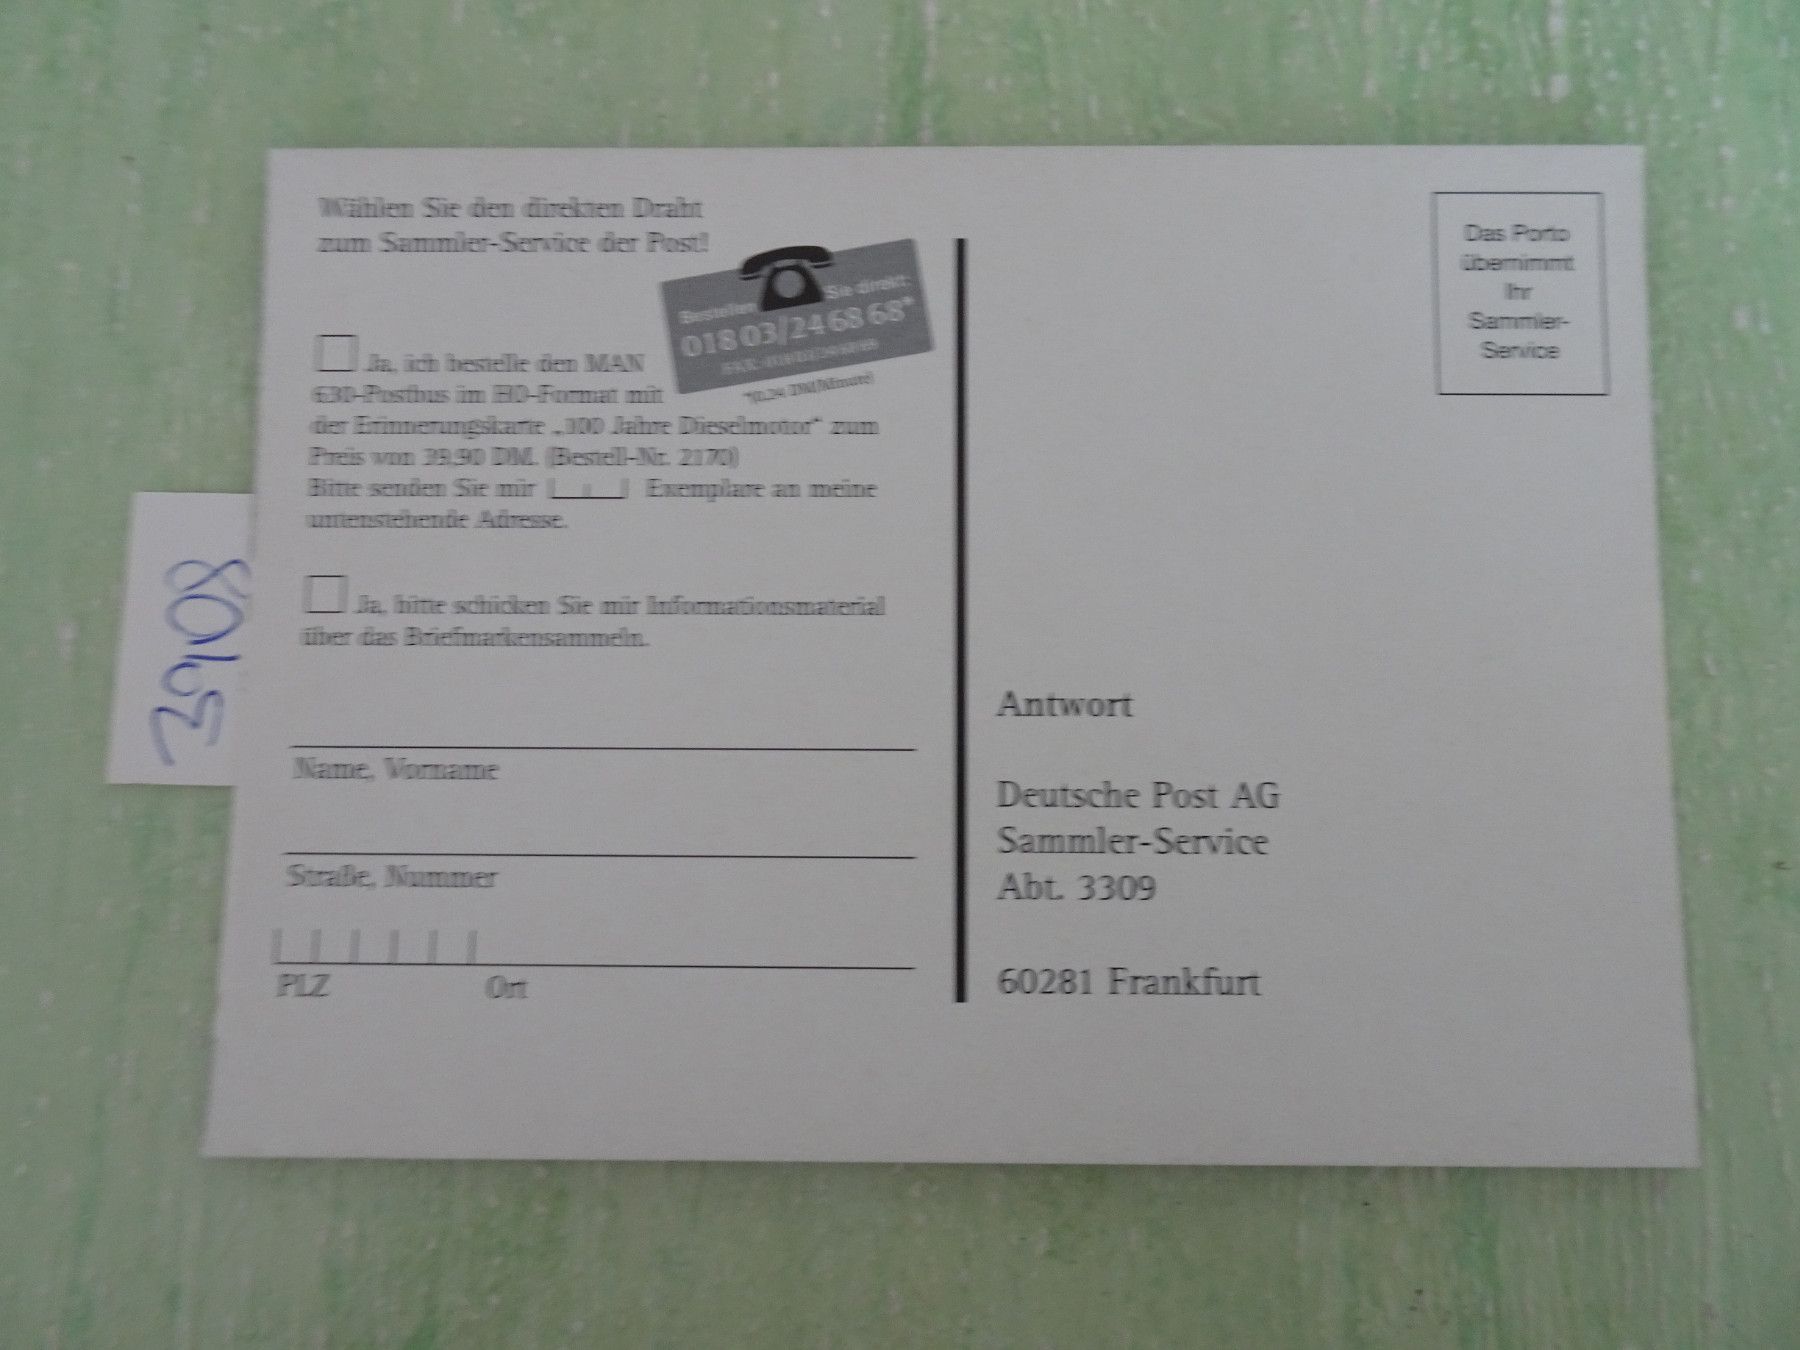 Wählen Sie den direkten Draht
zum Sammler-Service der Post!
Bestellen Sie direkt:
01803/246868*
*(0,24 DM/Minute)
Ja, ich bestelle den MAN
630-Postbus im HO-Format mit
der Erinnerungskarte „100 Jahre Dieselmotor“ zum
Preis von 39,90 DM. (Bestell-Nr. 2170)
Bitte senden Sie mir Exemplare an meine
untenstehende Adresse.
Ja, bitte schicken Sie mir Informationsmaterial
über das Briefmarkensammeln.
Name, Vorname
Straße, Nummer
PLZ Ort
Das Porto
übernimmt
Ihr
Sammler-
Service
Antwort
Deutsche Post AG
Sammler-Service
Abt. 3309
60281 Frankfurt